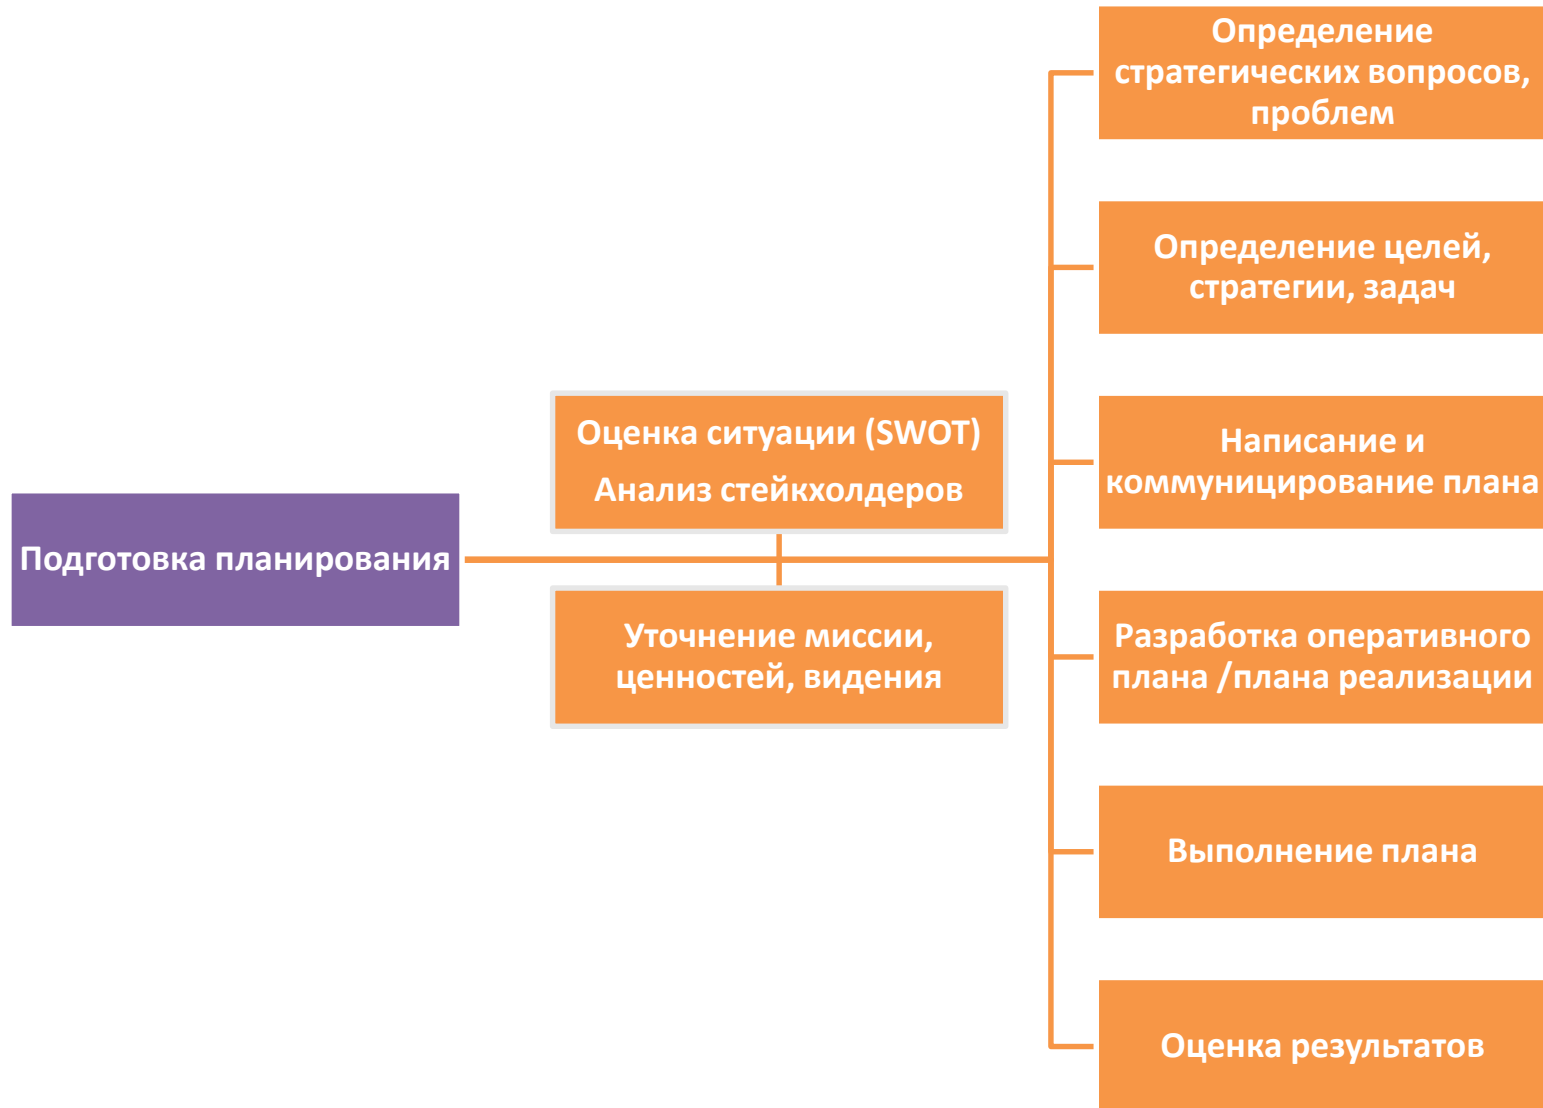 Подготовка планирования
Оценка ситуации (SWOT)
Анализ стейкхолдеров
Уточнение миссии,
ценностей, видения
Определение
стратегических вопросов,
проблем
Определение целей,
стратегии, задач
Написание и
коммуницирование плана
Разработка оперативного
плана /плана реализации
Выполнение плана
Оценка результатов